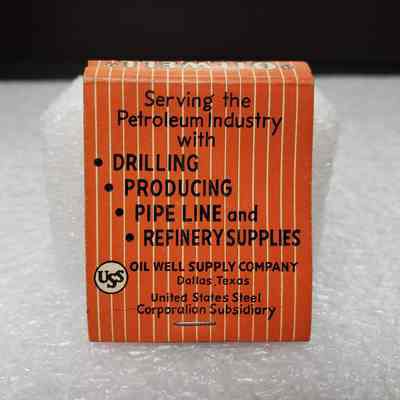 Serving the
Petroleum Industry
with
• DRILLING
• PRODUCING
• PIPE LINE and
• REFINERY SUPPLIES
USS
OIL WELL SUPPLY COMPANY
Dallas, Texas
United States Steel
Corporation Subsidiary